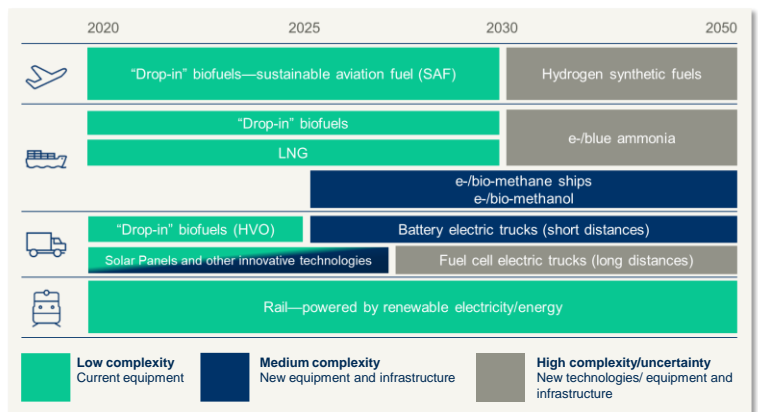 2020 2025 2030 2050
“Drop-in” biofuels—sustainable aviation fuel (SAF)
Hydrogen synthetic fuels
“Drop-in” biofuels
LNG
e-/blue ammonia
e-/bio-methane ships
e-/bio-methanol
“Drop-in” biofuels (HVO)
Battery electric trucks (short distances)
Solar Panels and other innovative technologies
Fuel cell electric trucks (long distances)
Rail—powered by renewable electricity/energy
Low complexity
Current equipment
Medium complexity
New equipment and infrastructure
High complexity/uncertainty
New technologies/ equipment and
infrastructure